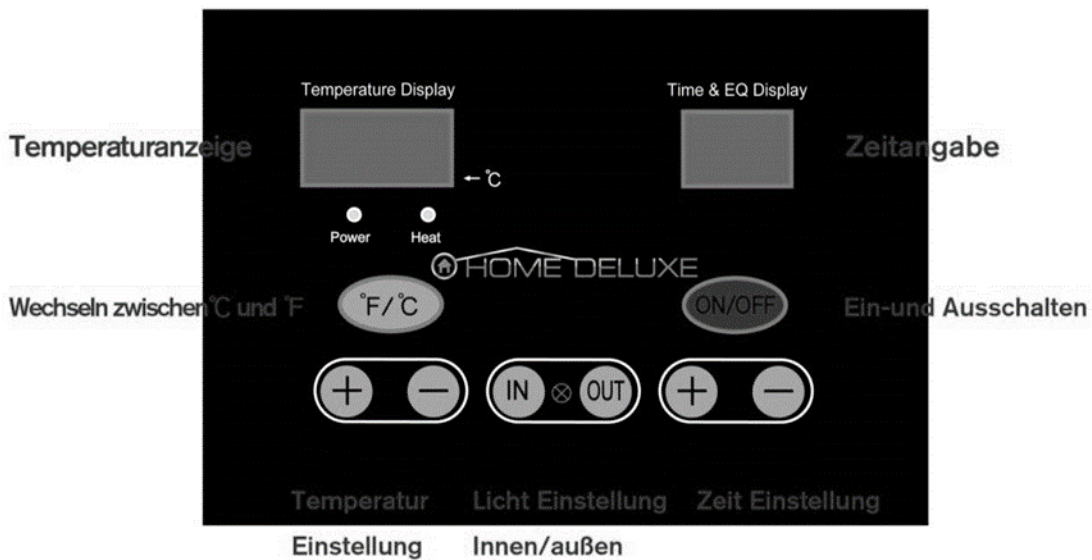 Temperature Display
Time & EQ Display
Temperaturanzeige
Zeitangabe
← °C
Power
Heat
HOME DELUXE
Wechseln zwischen °C und °F
°F/°C
ON/OFF
Ein-und Ausschalten
+ −
IN ⊗ OUT
+ −
Temperatur
Licht Einstellung
Zeit Einstellung
Einstellung
Innen/außen